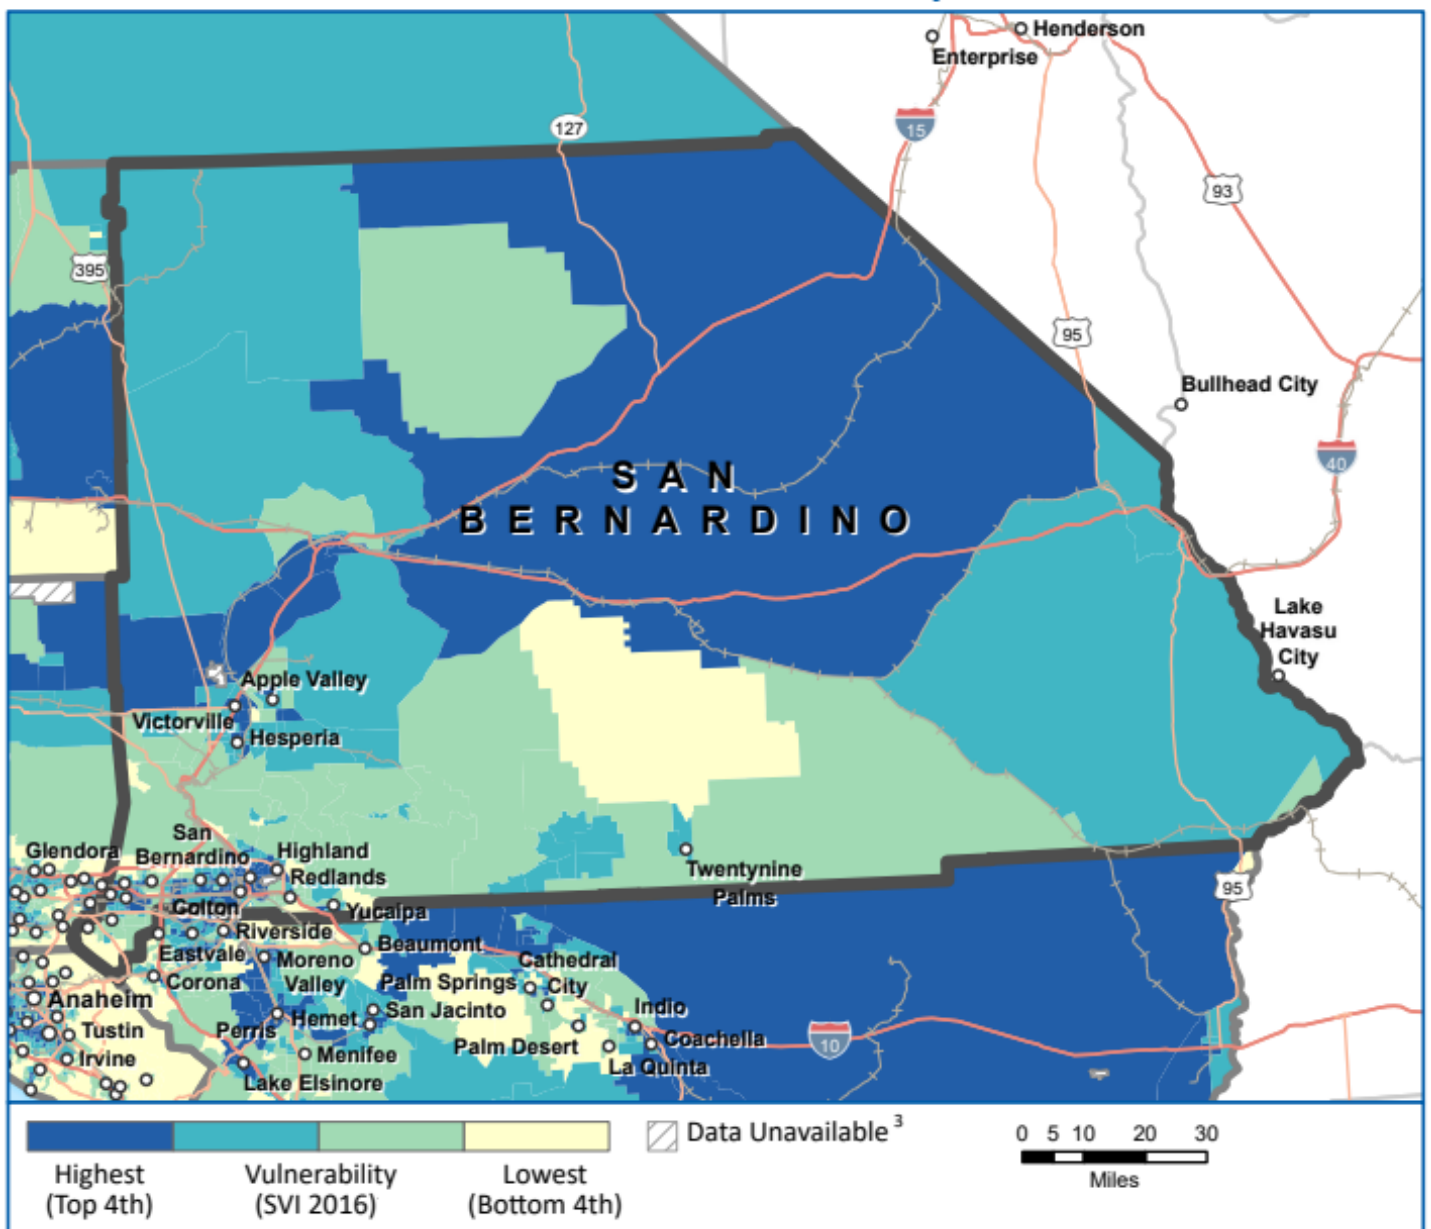 Henderson
Enterprise
127
15
93
395
95
Bullhead City
40
SAN
BERNARDINO
Lake
Havasu
City
Apple Valley
Victorville
Hesperia
San
Bernardino
Glendora
Highland
Redlands
Twentynine
Palms
95
Colton
Yucaipa
Riverside
Beaumont
Eastvale
Moreno
Valley
Cathedral
City
Corona
Palm Springs
Anaheim
San Jacinto
Indio
Perris
Hemet
Tustin
Coachella
10
Palm Desert
Irvine
Menifee
La Quinta
Lake Elsinore
Data Unavailable 3
0 5 10 20 30
Miles
Highest
(Top 4th)
Vulnerability
(SVI 2016)
Lowest
(Bottom 4th)